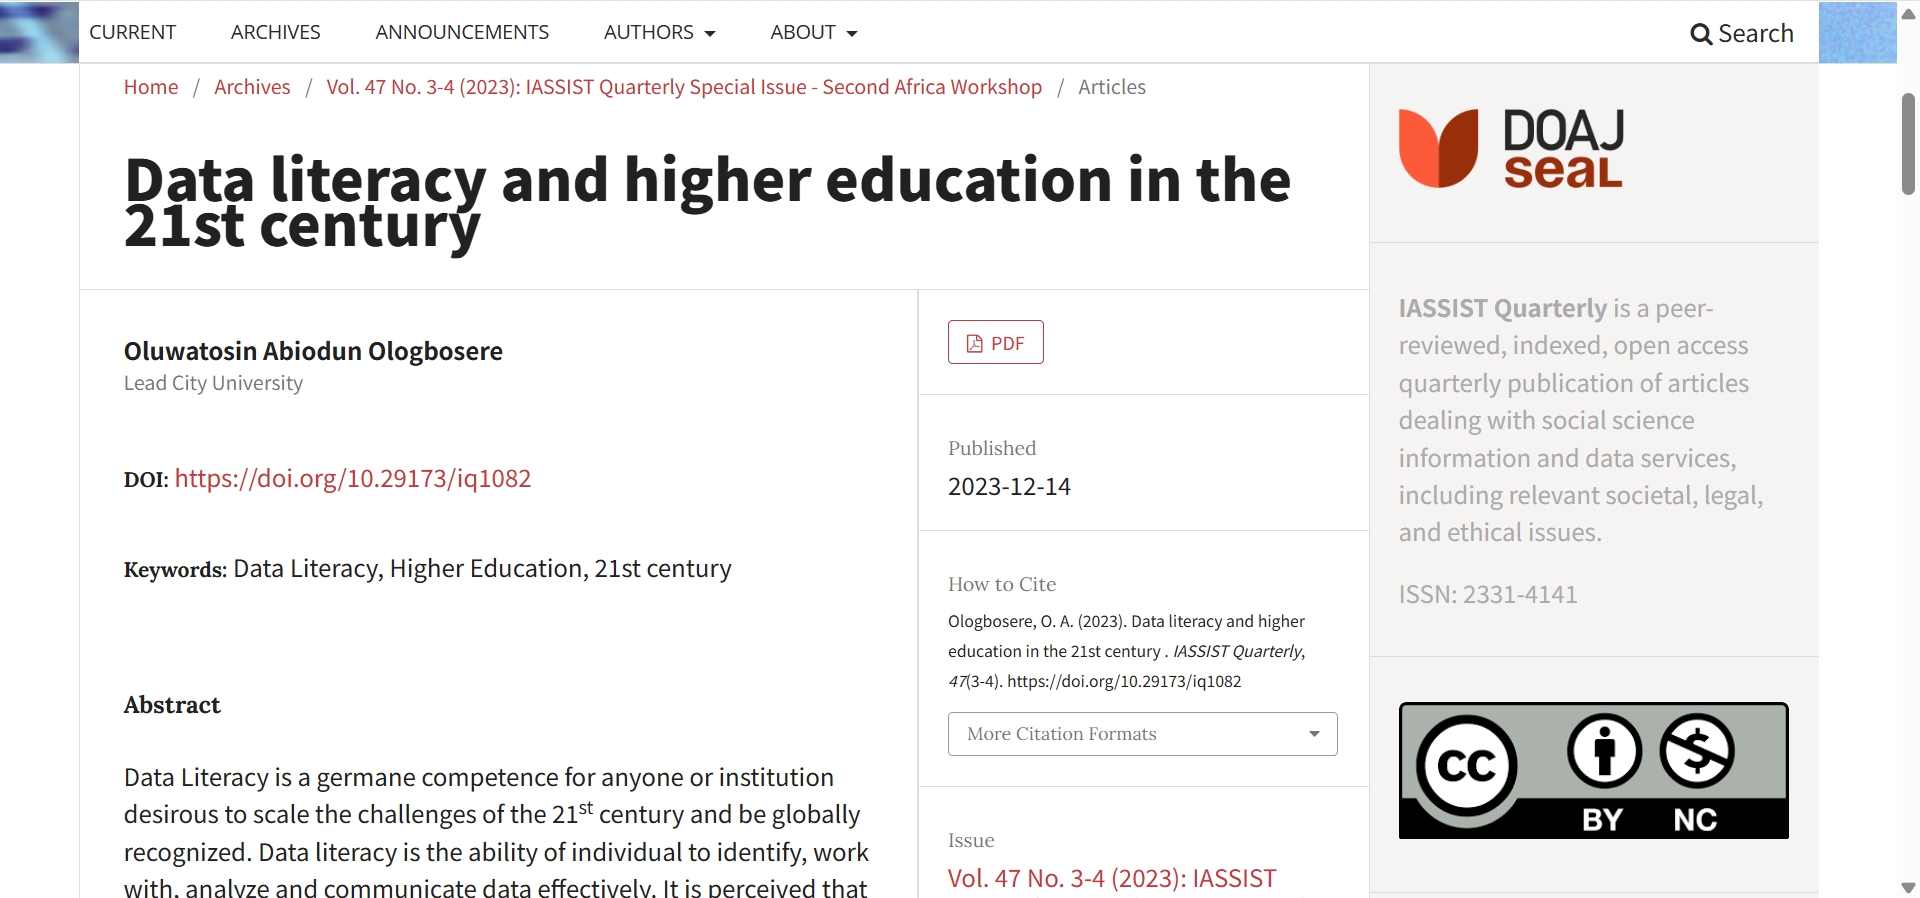 CURRENT ARCHIVES ANNOUNCEMENTS AUTHORS ABOUT Search
Home / Archives / Vol. 47 No. 3-4 (2023): IASSIST Quarterly Special Issue - Second Africa Workshop / Articles
Data literacy and higher education in the
21st century
Oluwatosin Abiodun Ologbosere
Lead City University
DOI: https://doi.org/10.29173/iq1082
Keywords: Data Literacy, Higher Education, 21st century
Abstract
Data Literacy is a germane competence for anyone or institution
desirous to scale the challenges of the 21st century and be globally
recognized. Data literacy is the ability of individual to identify, work
with, analyze and communicate data effectively. It is perceived that
PDF
Published
2023-12-14
How to Cite
Ologbosere, O. A. (2023). Data literacy and higher
education in the 21st century . IASSIST Quarterly,
47(3-4). https://doi.org/10.29173/iq1082
More Citation Formats
Issue
Vol. 47 No. 3-4 (2023): IASSIST
DOAJ
seal
IASSIST Quarterly is a peer-
reviewed, indexed, open access
quarterly publication of articles
dealing with social science
information and data services,
including relevant societal, legal,
and ethical issues.
ISSN: 2331-4141
cc
BY NC